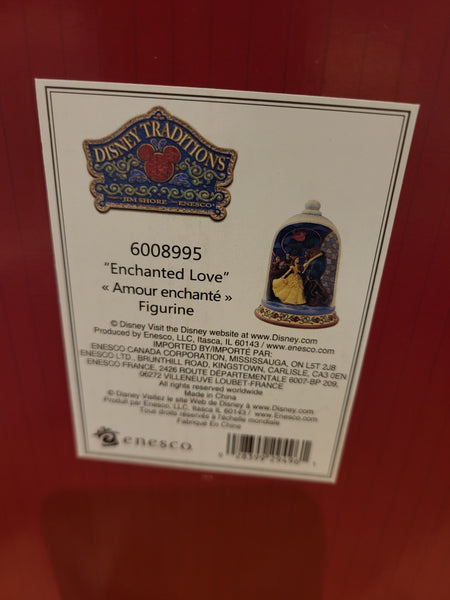 DISNEY TRADITIONS
JIM SHORE ENESCO
6008995
"Enchanted Love"
« Amour enchanté »
Figurine
© Disney Visit the Disney website at www.Disney.com
Produced by Enesco, LLC, Itasca, IL 60143 / www.enesco.com
IMPORTED BY/IMPORTÉ PAR:
ENESCO CANADA CORPORATION, MISSISSAUGA, ON L5T 2J8
ENESCO LTD., BRUNTHILL ROAD, KINGSTOWN, CARLISLE, CA3 0EN
ENESCO FRANCE, 2426 ROUTE DÉPARTEMENTALE 6007-BP 209,
06272 VILLENEUVE LOUBET-FRANCE
All rights reserved worldwide
Made in China
© Disney Visitez le site Web de Disney à www.Disney.com
Produit par Enesco, LLC, Itasca IL 60143 / www.enesco.com
Tout droits réservés à l'échelle mondiale
Fabriqué En Chine
enesco